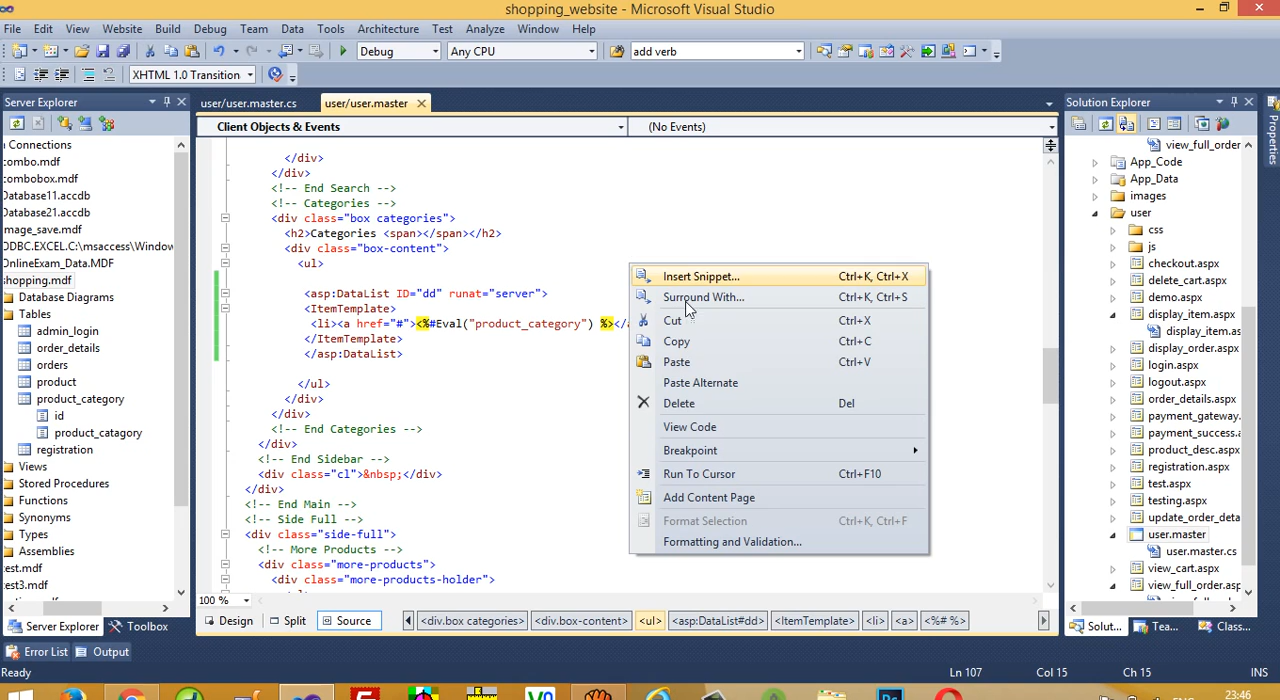 shopping_website - Microsoft Visual Studio
File Edit View Website Build Debug Team Data Tools Architecture Test Analyze Window Help
Debug Any CPU add verb
XHTML 1.0 Transition
Server Explorer
user/user.master.cs user/user.master
Solution Explorer
Properties
Client Objects & Events (No Events)
a Connections
combo.mdf
combobox.mdf
Database11.accdb
Database21.accdb
mage_save.mdf
ODBC.EXCEL.C:\msaccess\Window
OnlineExam_Data.MDF
shopping.mdf
Database Diagrams
Tables
admin_login
order_details
orders
product
product_category
id
product_catagory
registration
Views
Stored Procedures
Functions
Synonyms
Types
Assemblies
test.mdf
test3.mdf
Server Explorer Toolbox
</div>
</div>
<!-- End Search -->
<!-- Categories -->
<div class="box categories">
<h2>Categories <span></span></h2>
<div class="box-content">
<ul>
<asp:DataList ID="dd" runat="server">
<ItemTemplate>
<li><a href="#"><%#Eval("product_category") %></a
</ItemTemplate>
</asp:DataList>
</ul>
</div>
</div>
<!-- End Categories -->
</div>
<!-- End Sidebar -->
<div class="cl">&nbsp;</div>
</div>
<!-- End Main -->
<!-- Side Full -->
<div class="side-full">
<!-- More Products -->
<div class="more-products">
<div class="more-products-holder">
Insert Snippet... Ctrl+K, Ctrl+X
Surround With... Ctrl+K, Ctrl+S
Cut Ctrl+X
Copy Ctrl+C
Paste Ctrl+V
Paste Alternate
Delete Del
View Code
Breakpoint
Run To Cursor Ctrl+F10
Add Content Page
Format Selection Ctrl+K, Ctrl+F
Formatting and Validation...
100 %
Design Split Source <div.box categories> <div.box-content> <ul> <asp:DataList#dd> <ItemTemplate> <li> <a> <%# %>
view_full_order
App_Code
App_Data
images
user
css
js
checkout.aspx
delete_cart.aspx
demo.aspx
display_item.aspx
display_item.as
display_order.aspx
login.aspx
logout.aspx
order_details.aspx
payment_gateway.
payment_success.a
product_desc.aspx
registration.aspx
test.aspx
testing.aspx
update_order_deta
user.master
user.master.cs
view_cart.aspx
view_full_order.asp
Solut... Tea... Class...
Error List Output
Ready Ln 107 Col 15 Ch 15 INS
23:46